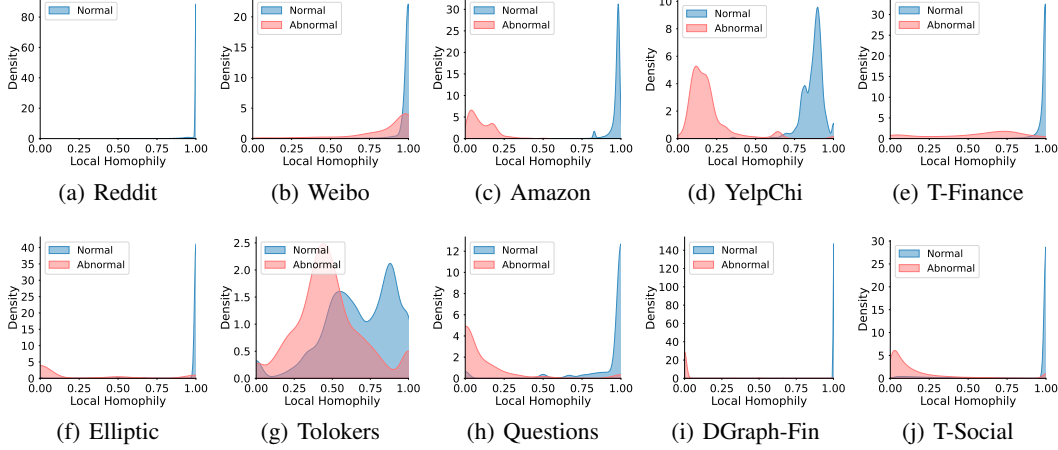 Normal
Density
80
60
40
20
0
0.00 0.25 0.50 0.75 1.00
Local Homophily
(a) Reddit
Normal
Abnormal
Density
20
15
10
5
0
0.00 0.25 0.50 0.75 1.00
Local Homophily
(b) Weibo
Normal
Abnormal
Density
30
25
20
15
10
5
0
0.00 0.25 0.50 0.75 1.00
Local Homophily
(c) Amazon
Normal
Abnormal
Density
10
8
6
4
2
0
0.00 0.25 0.50 0.75 1.00
Local Homophily
(d) YelpChi
Normal
Abnormal
Density
30
25
20
15
10
5
0
0.00 0.25 0.50 0.75 1.00
Local Homophily
(e) T-Finance
Normal
Abnormal
Density
40
35
30
25
20
15
10
5
0
0.00 0.25 0.50 0.75 1.00
Local Homophily
(f) Elliptic
Normal
Abnormal
Density
2.5
2.0
1.5
1.0
0.5
0.0
0.00 0.25 0.50 0.75 1.00
Local Homophily
(g) Tolokers
Normal
Abnormal
Density
12
10
8
6
4
2
0
0.00 0.25 0.50 0.75 1.00
Local Homophily
(h) Questions
Normal
Abnormal
Density
140
120
100
80
60
40
20
0
0.00 0.25 0.50 0.75 1.00
Local Homophily
(i) DGraph-Fin
Normal
Abnormal
Density
30
25
20
15
10
5
0
0.00 0.25 0.50 0.75 1.00
Local Homophily
(j) T-Social